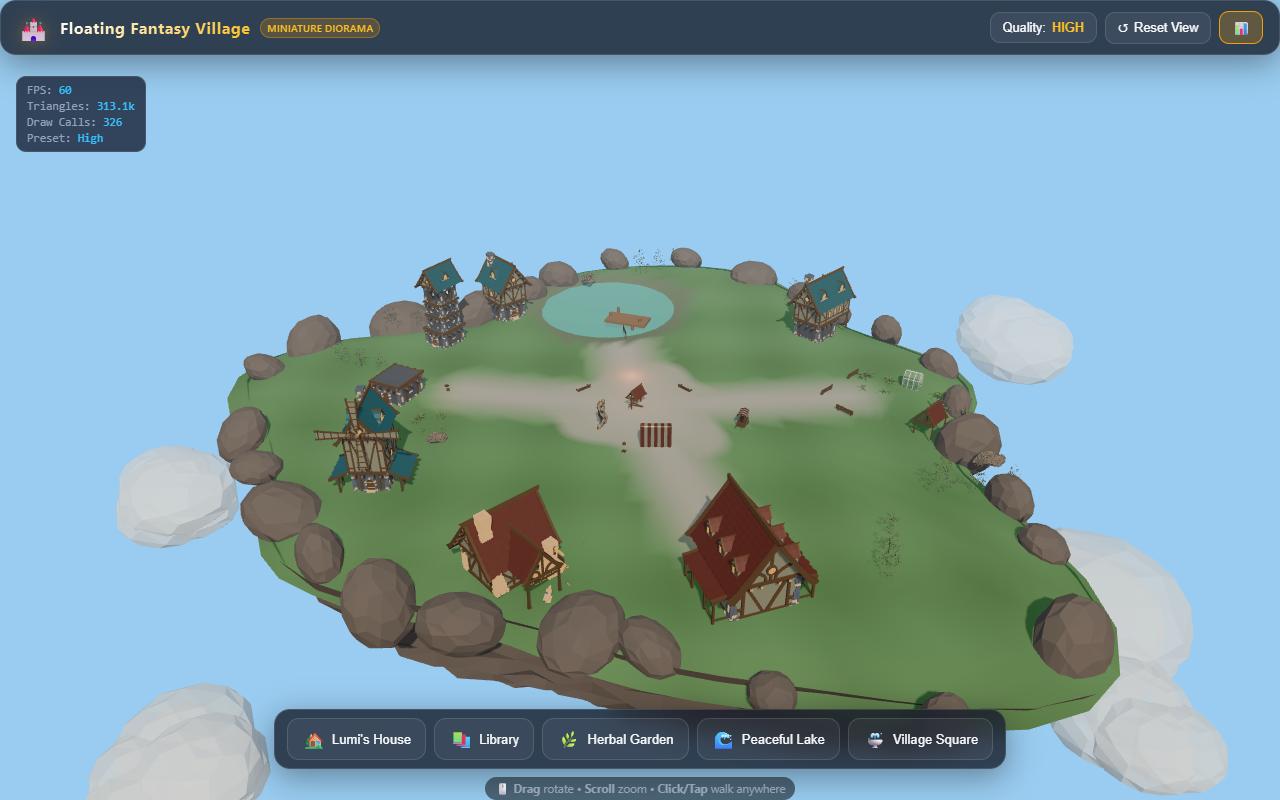 Floating Fantasy Village
MINIATURE DIORAMA
Quality: HIGH
↺ Reset View
FPS: 60
Triangles: 313.1k
Draw Calls: 326
Preset: High
Lumi's House
Library
Herbal Garden
Peaceful Lake
Village Square
Drag rotate • Scroll zoom • Click/Tap walk anywhere